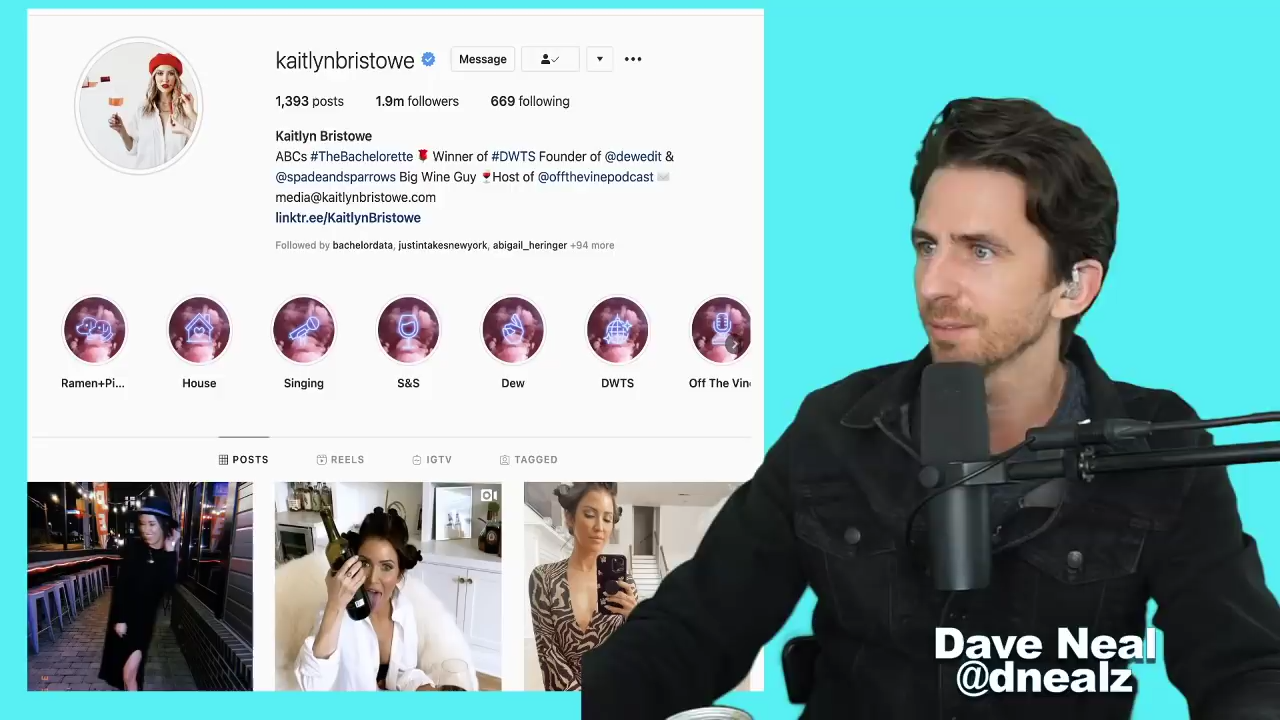 kaitlynbristowe Message
1,393 posts 1.9m followers 669 following
Kaitlyn Bristowe
ABCs #TheBachelorette 🌹 Winner of #DWTS Founder of @dewedit &
@spadeandsparrows Big Wine Guy 🍷Host of @offthevinepodcast ✉️
media@kaitlynbristowe.com
linktr.ee/KaitlynBristowe
Followed by bachelordata, justintakesnewyork, abigail_heringer +94 more
Ramen+Pi... House Singing S&S Dew DWTS Off The Vin
POSTS REELS IGTV TAGGED
Dave Neal
@dnealz